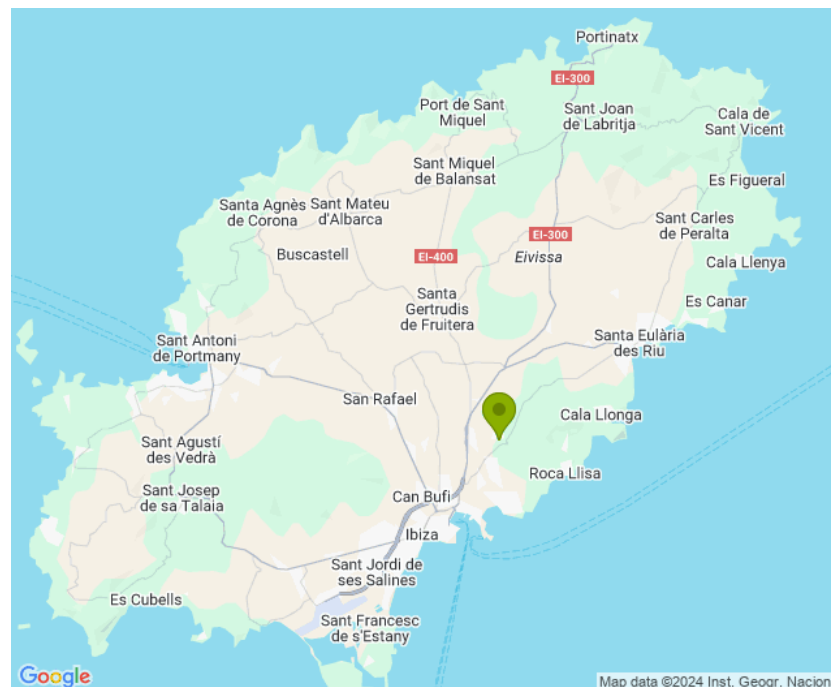 Portinatx
EI-300
Port de Sant
Miquel
Sant Joan
de Labritja
Cala de
Sant Vicent
Sant Miquel
de Balansat
Es Figueral
Santa Agnès
de Corona
Sant Mateu
d'Albarca
Sant Carles
de Peralta
EI-300
Buscastell
EI-400
Eivissa
Cala Llenya
Santa
Gertrudis
de Fruitera
Es Canar
Sant Antoni
de Portmany
Santa Eulària
des Riu
San Rafael
Cala Llonga
Sant Agustí
des Vedrà
Roca Llisa
Sant Josep
de sa Talaia
Can Bufi
Ibiza
Sant Jordi de
ses Salines
Es Cubells
Sant Francesc
de s'Estany
Google
Map data ©2024 Inst. Geogr. Nacion